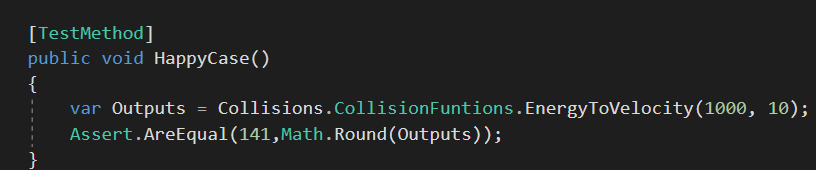 [TestMethod]
public void HappyCase()
{
var Outputs = Collisions.CollisionFuntions.EnergyToVelocity(1000, 10);
Assert.AreEqual(141,Math.Round(Outputs));
}